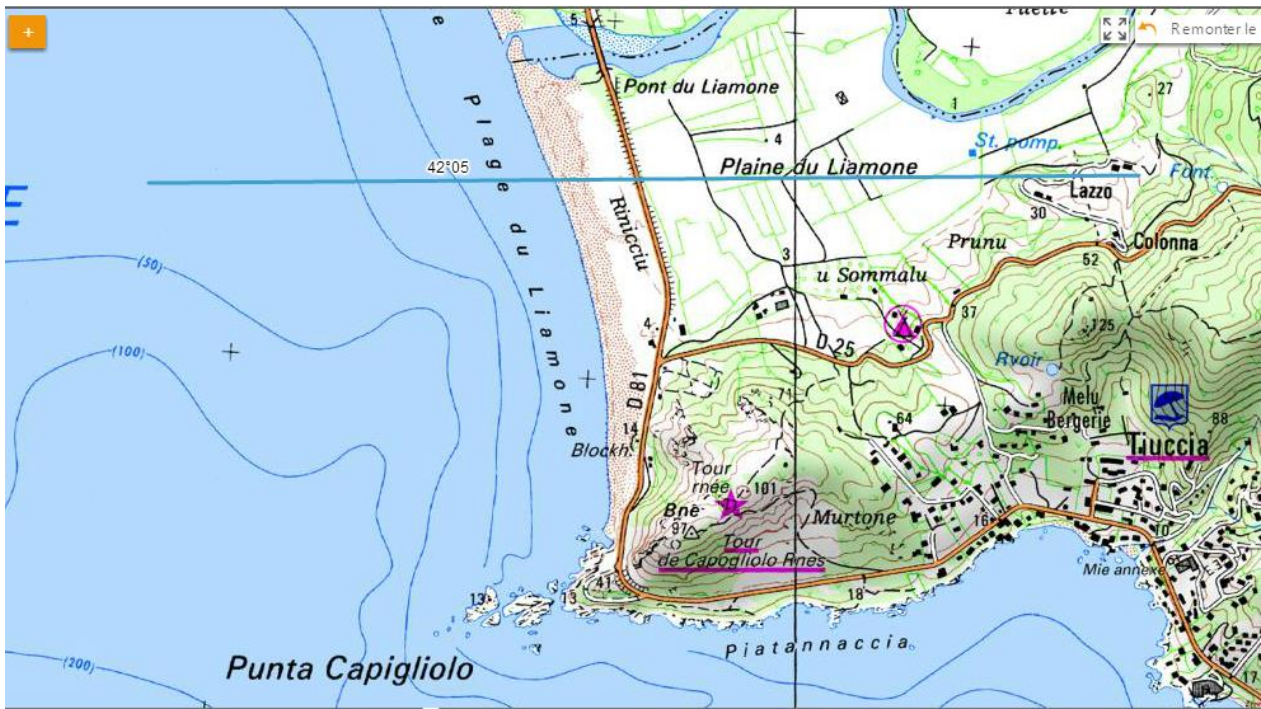 +
Remonter le
5
Pont du Liamone
1
27
4
St. pomp.
42°05
Plaine du Liamone
Font.
Lazzo
E
Plage du Liamone
Rinicciu
30
Prunu
Colonna
52
3
(50)
u Sommalu
37
4
125
(100)
D 25
Rvoir
D 81
71
Melu
Bergerie
64
88
14
Tiuccia
Blockh.
Tour
rnée
101
Bne
Murtone
16
97
10
Tour
de Capogliolo Rnes
Mie annexe
41
13
13
18
Piatannaccia
(200)
Punta Capigliolo
17